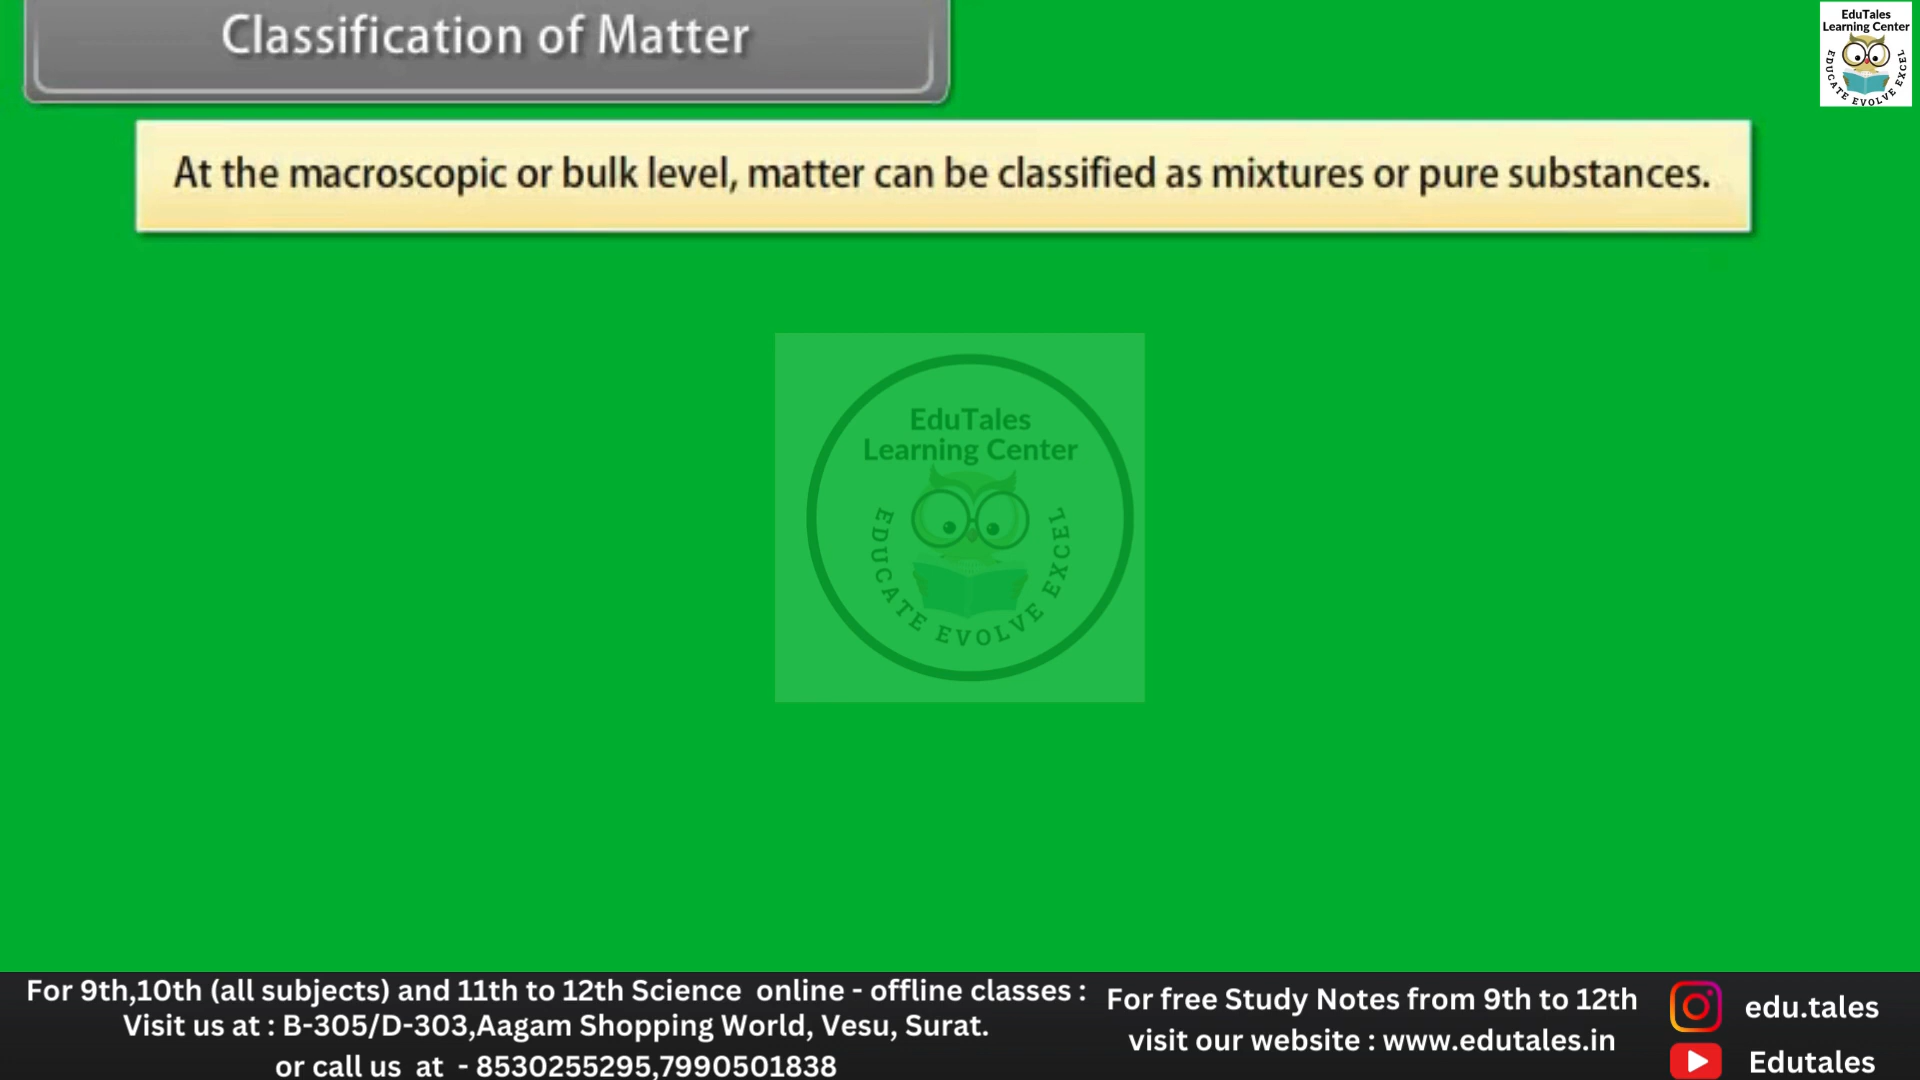 Classification of Matter
EduTales
Learning Center
EDUCATE EVOLVE EXCEL
At the macroscopic or bulk level, matter can be classified as mixtures or pure substances.
EduTales
Learning Center
EDUCATE EVOLVE EXCEL
For 9th,10th (all subjects) and 11th to 12th Science online - offline classes :
Visit us at : B-305/D-303,Aagam Shopping World, Vesu, Surat.
or call us at - 8530255295,7990501838
For free Study Notes from 9th to 12th
visit our website : www.edutales.in
edu.tales
Edutales